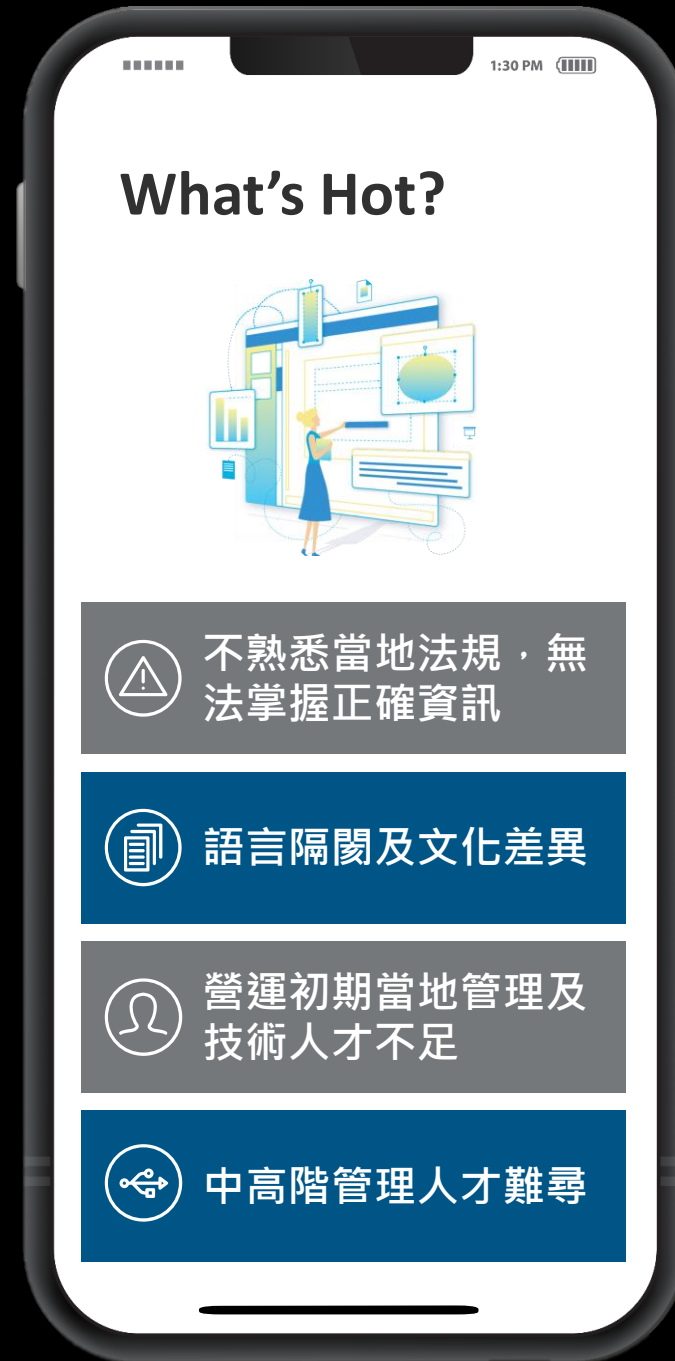 1:30 PM
What’s Hot?
不熟悉當地法規，無
法掌握正確資訊
語言隔閡及文化差異
營運初期當地管理及
技術人才不足
中高階管理人才難尋